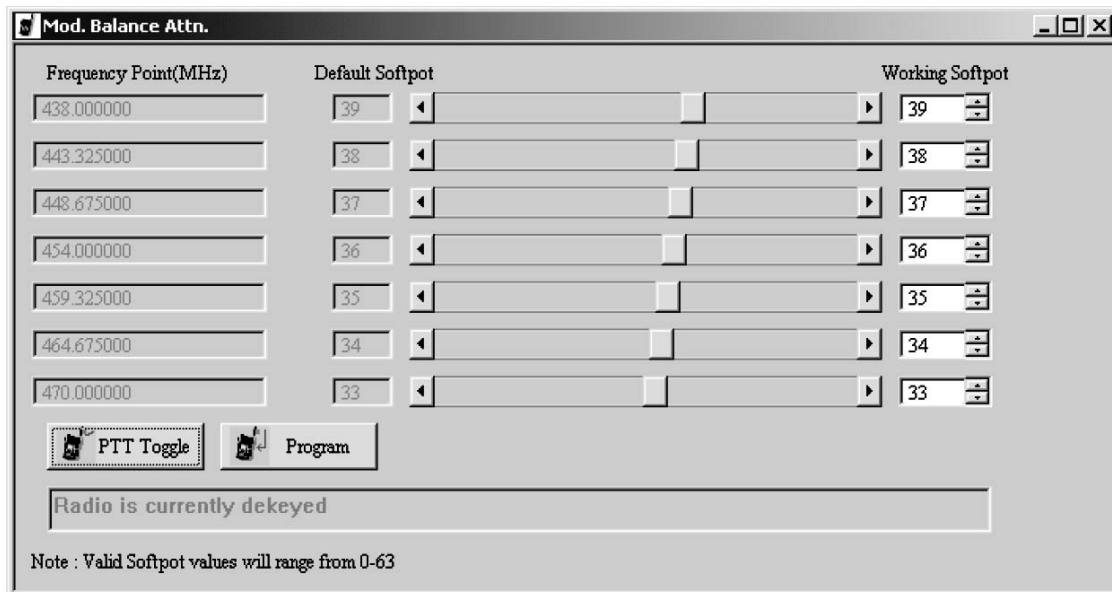 Mod. Balance Attn.
Frequency Point(MHz) Default Softpot Working Softpot
438.000000 39 39
443.325000 38 38
448.675000 37 37
454.000000 36 36
459.325000 35 35
464.675000 34 34
470.000000 33 33
PTT Toggle Program
Radio is currently dekeyed
Note : Valid Softpot values will range from 0-63